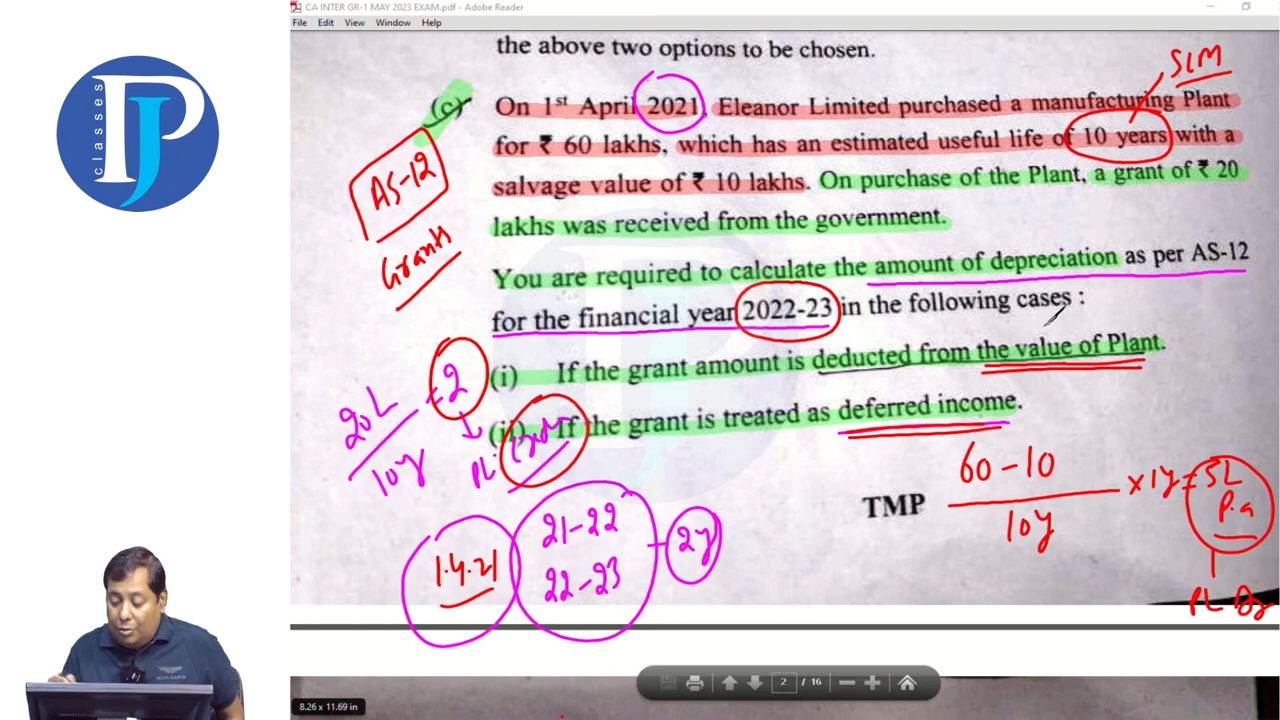 CA INTER GR-1 MAY 2023 EXAM.pdf - Adobe Reader
File Edit View Window Help
PJ
classes
the above two options to be chosen.
SLM
(c) On 1st April 2021, Eleanor Limited purchased a manufacturing Plant
for ₹ 60 lakhs, which has an estimated useful life of 10 years with a
salvage value of ₹ 10 lakhs. On purchase of the Plant, a grant of ₹ 20
lakhs was received from the government.
AS-12
Grants
You are required to calculate the amount of depreciation as per AS-12
for the financial year 2022-23 in the following cases :
(i) If the grant amount is deducted from the value of Plant.
(ii) If the grant is treated as deferred income.
20L
10y
= 2
PL
TMP
60-10
10y
×1y = 5L
P.a
PL Dr
1.4.21
21-22
22-23
2y
2 / 16
8.26 x 11.69 in